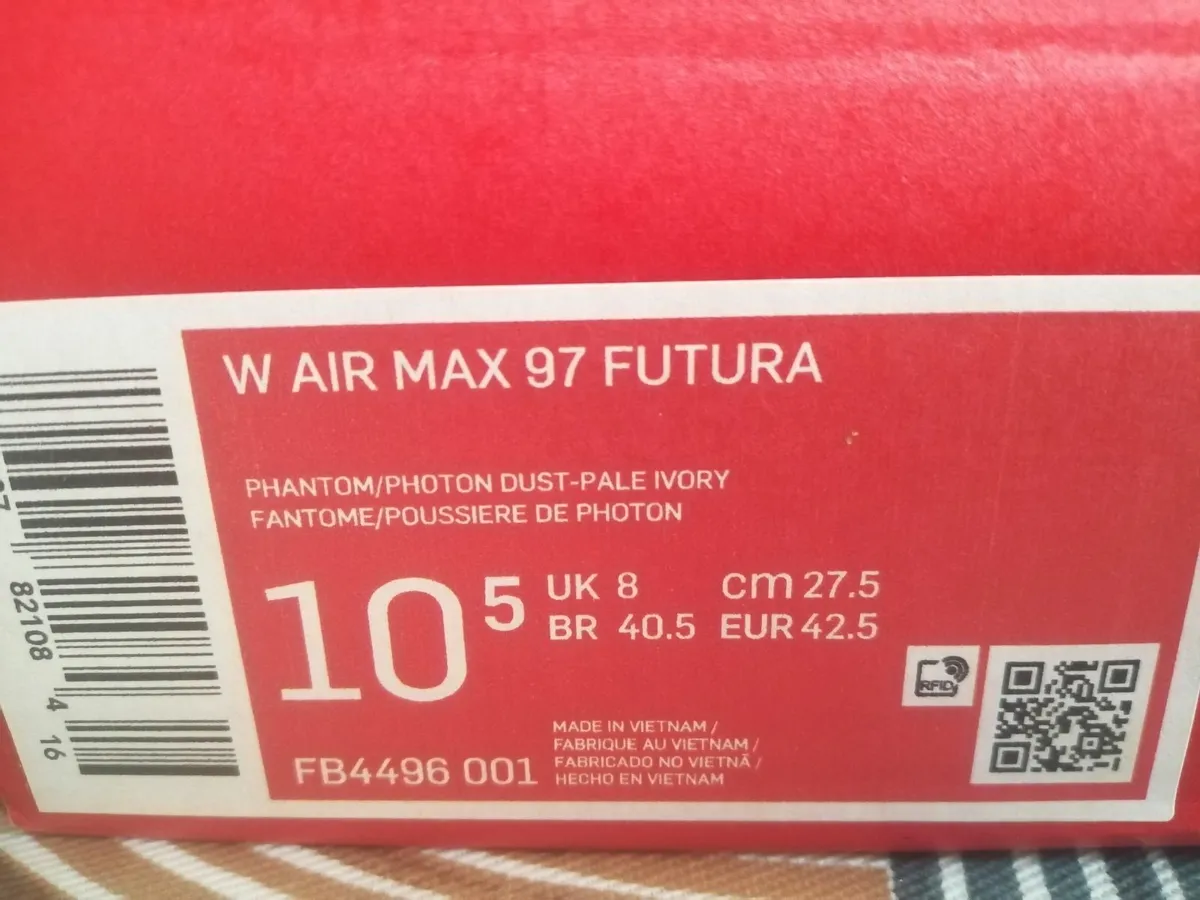 W AIR MAX 97 FUTURA
PHANTOM/PHOTON DUST-PALE IVORY
FANTOME/POUSSIERE DE PHOTON
10 5
UK 8 cm 27.5
BR 40.5 EUR 42.5
RFID
MADE IN VIETNAM /
FABRIQUE AU VIETNAM /
FABRICADO NO VIETNÃ /
HECHO EN VIETNAM
FB4496 001
82108 4 16